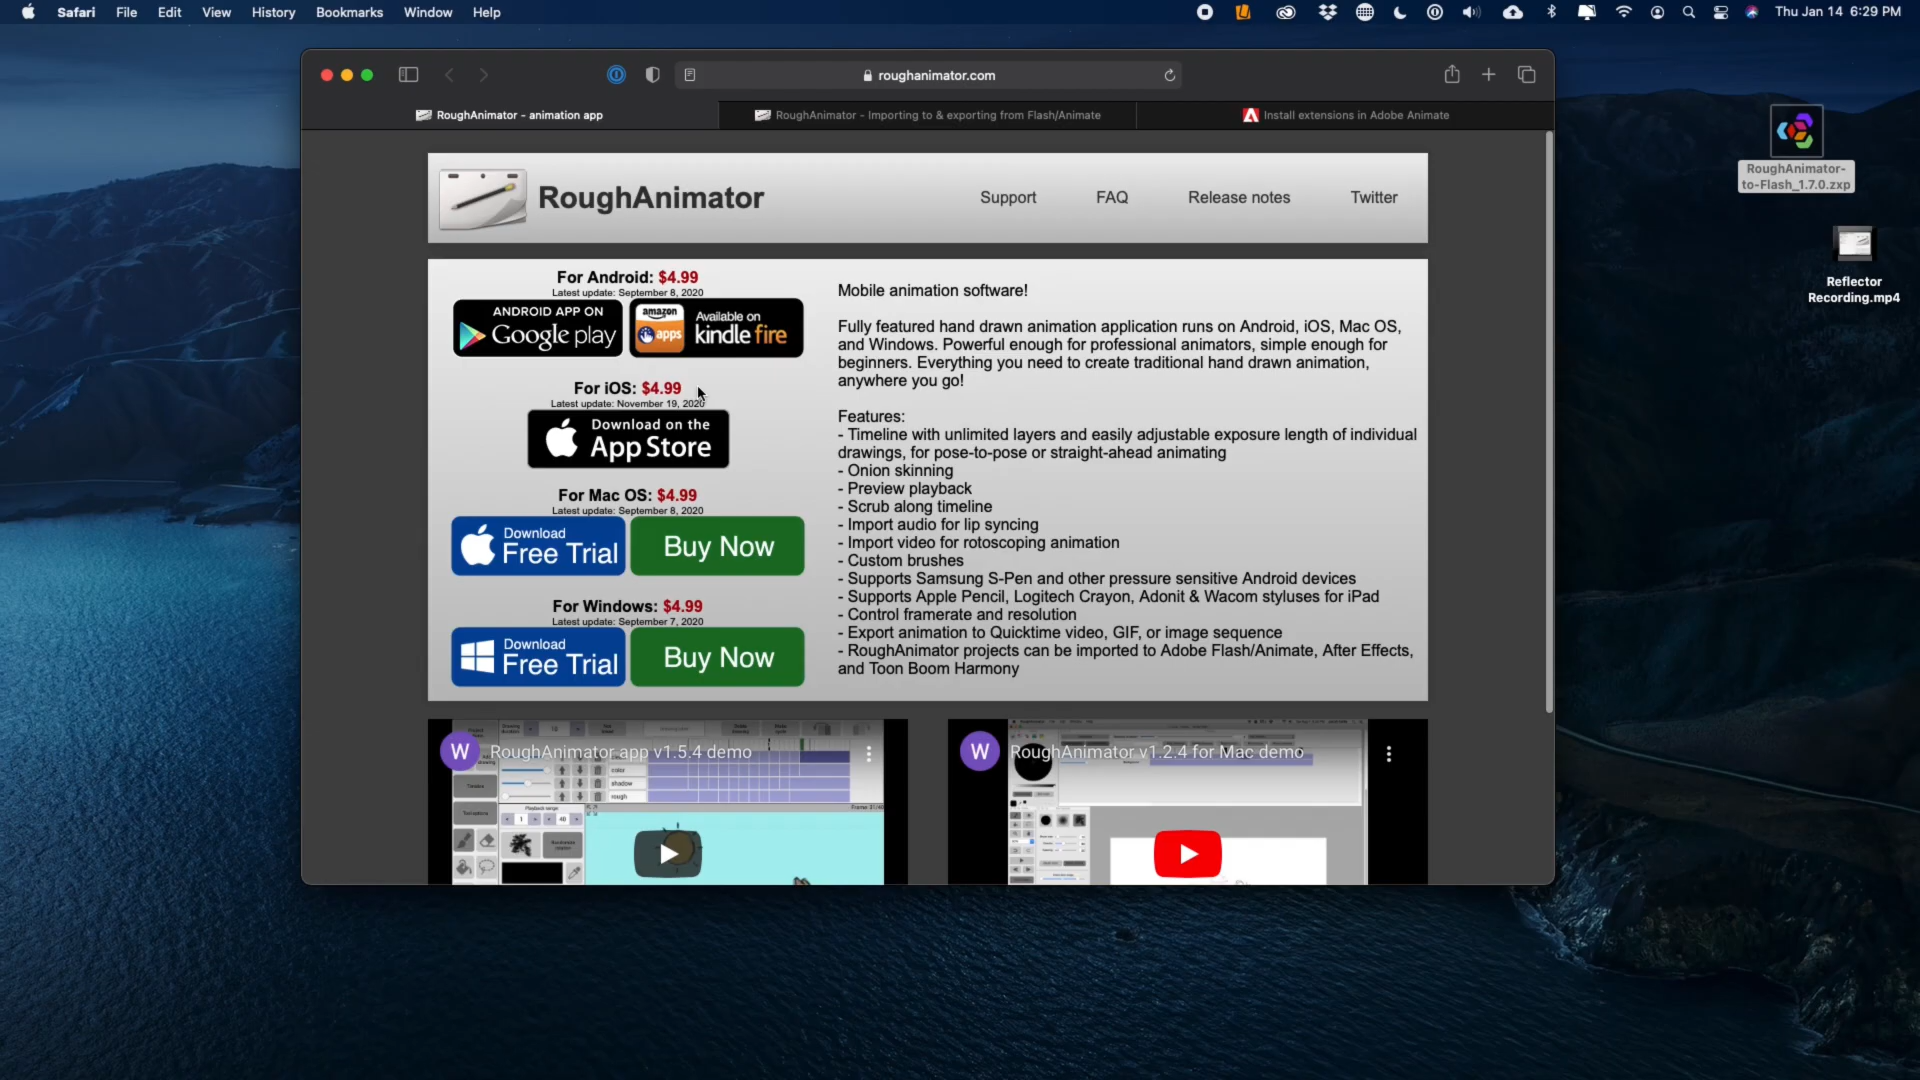 Safari File Edit View History Bookmarks Window Help
Thu Jan 14 6:29 PM
roughanimator.com
RoughAnimator - animation app
RoughAnimator - Importing to & exporting from Flash/Animate
Install extensions in Adobe Animate
RoughAnimator-
to-Flash_1.7.0.zxp
Reflector
Recording.mp4
RoughAnimator
Support FAQ Release notes Twitter
For Android: $4.99
Latest update: September 8, 2020
ANDROID APP ON
Google play
amazon
apps
Available on
kindle fire
For iOS: $4.99
Latest update: November 19, 2020
Download on the
App Store
For Mac OS: $4.99
Latest update: September 8, 2020
Download
Free Trial
Buy Now
For Windows: $4.99
Latest update: September 7, 2020
Download
Free Trial
Buy Now
Mobile animation software!
Fully featured hand drawn animation application runs on Android, iOS, Mac OS,
and Windows. Powerful enough for professional animators, simple enough for
beginners. Everything you need to create traditional hand drawn animation,
anywhere you go!
Features:
- Timeline with unlimited layers and easily adjustable exposure length of individual
drawings, for pose-to-pose or straight-ahead animating
- Onion skinning
- Preview playback
- Scrub along timeline
- Import audio for lip syncing
- Import video for rotoscoping animation
- Custom brushes
- Supports Samsung S-Pen and other pressure sensitive Android devices
- Supports Apple Pencil, Logitech Crayon, Adonit & Wacom styluses for iPad
- Control framerate and resolution
- Export animation to Quicktime video, GIF, or image sequence
- RoughAnimator projects can be imported to Adobe Flash/Animate, After Effects,
and Toon Boom Harmony
W RoughAnimator app v1.5.4 demo
color
shadow
rough
Timeline
Tool options
Playback range
1 48
W RoughAnimator v1.2.4 for Mac demo